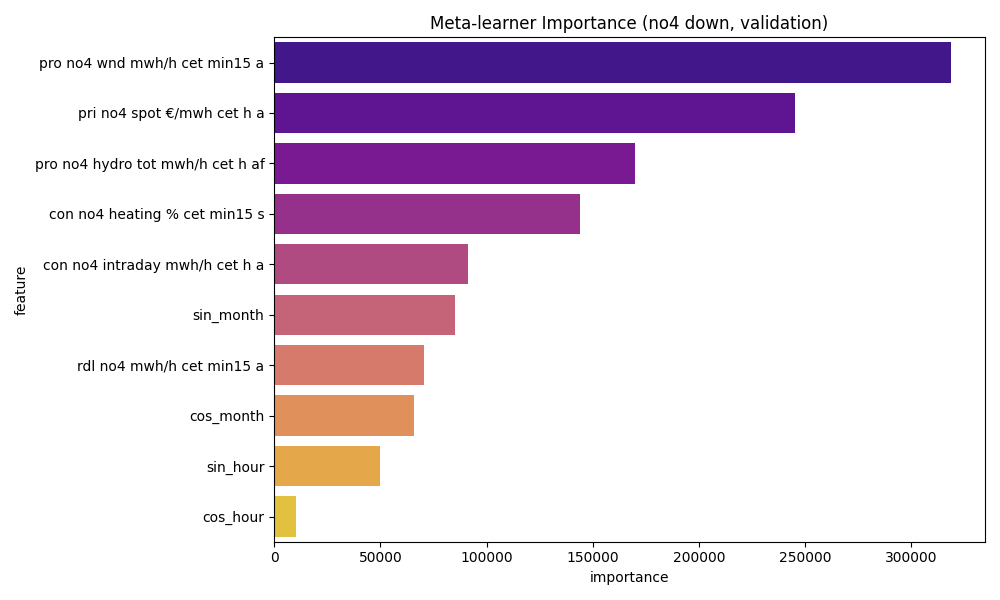 Meta-learner Importance (no4 down, validation)
pro no4 wnd mwh/h cet min15 a
pri no4 spot €/mwh cet h a
pro no4 hydro tot mwh/h cet h af
con no4 heating % cet min15 s
con no4 intraday mwh/h cet h a
sin_month
rdl no4 mwh/h cet min15 a
cos_month
sin_hour
cos_hour
feature
0 50000 100000 150000 200000 250000 300000
importance